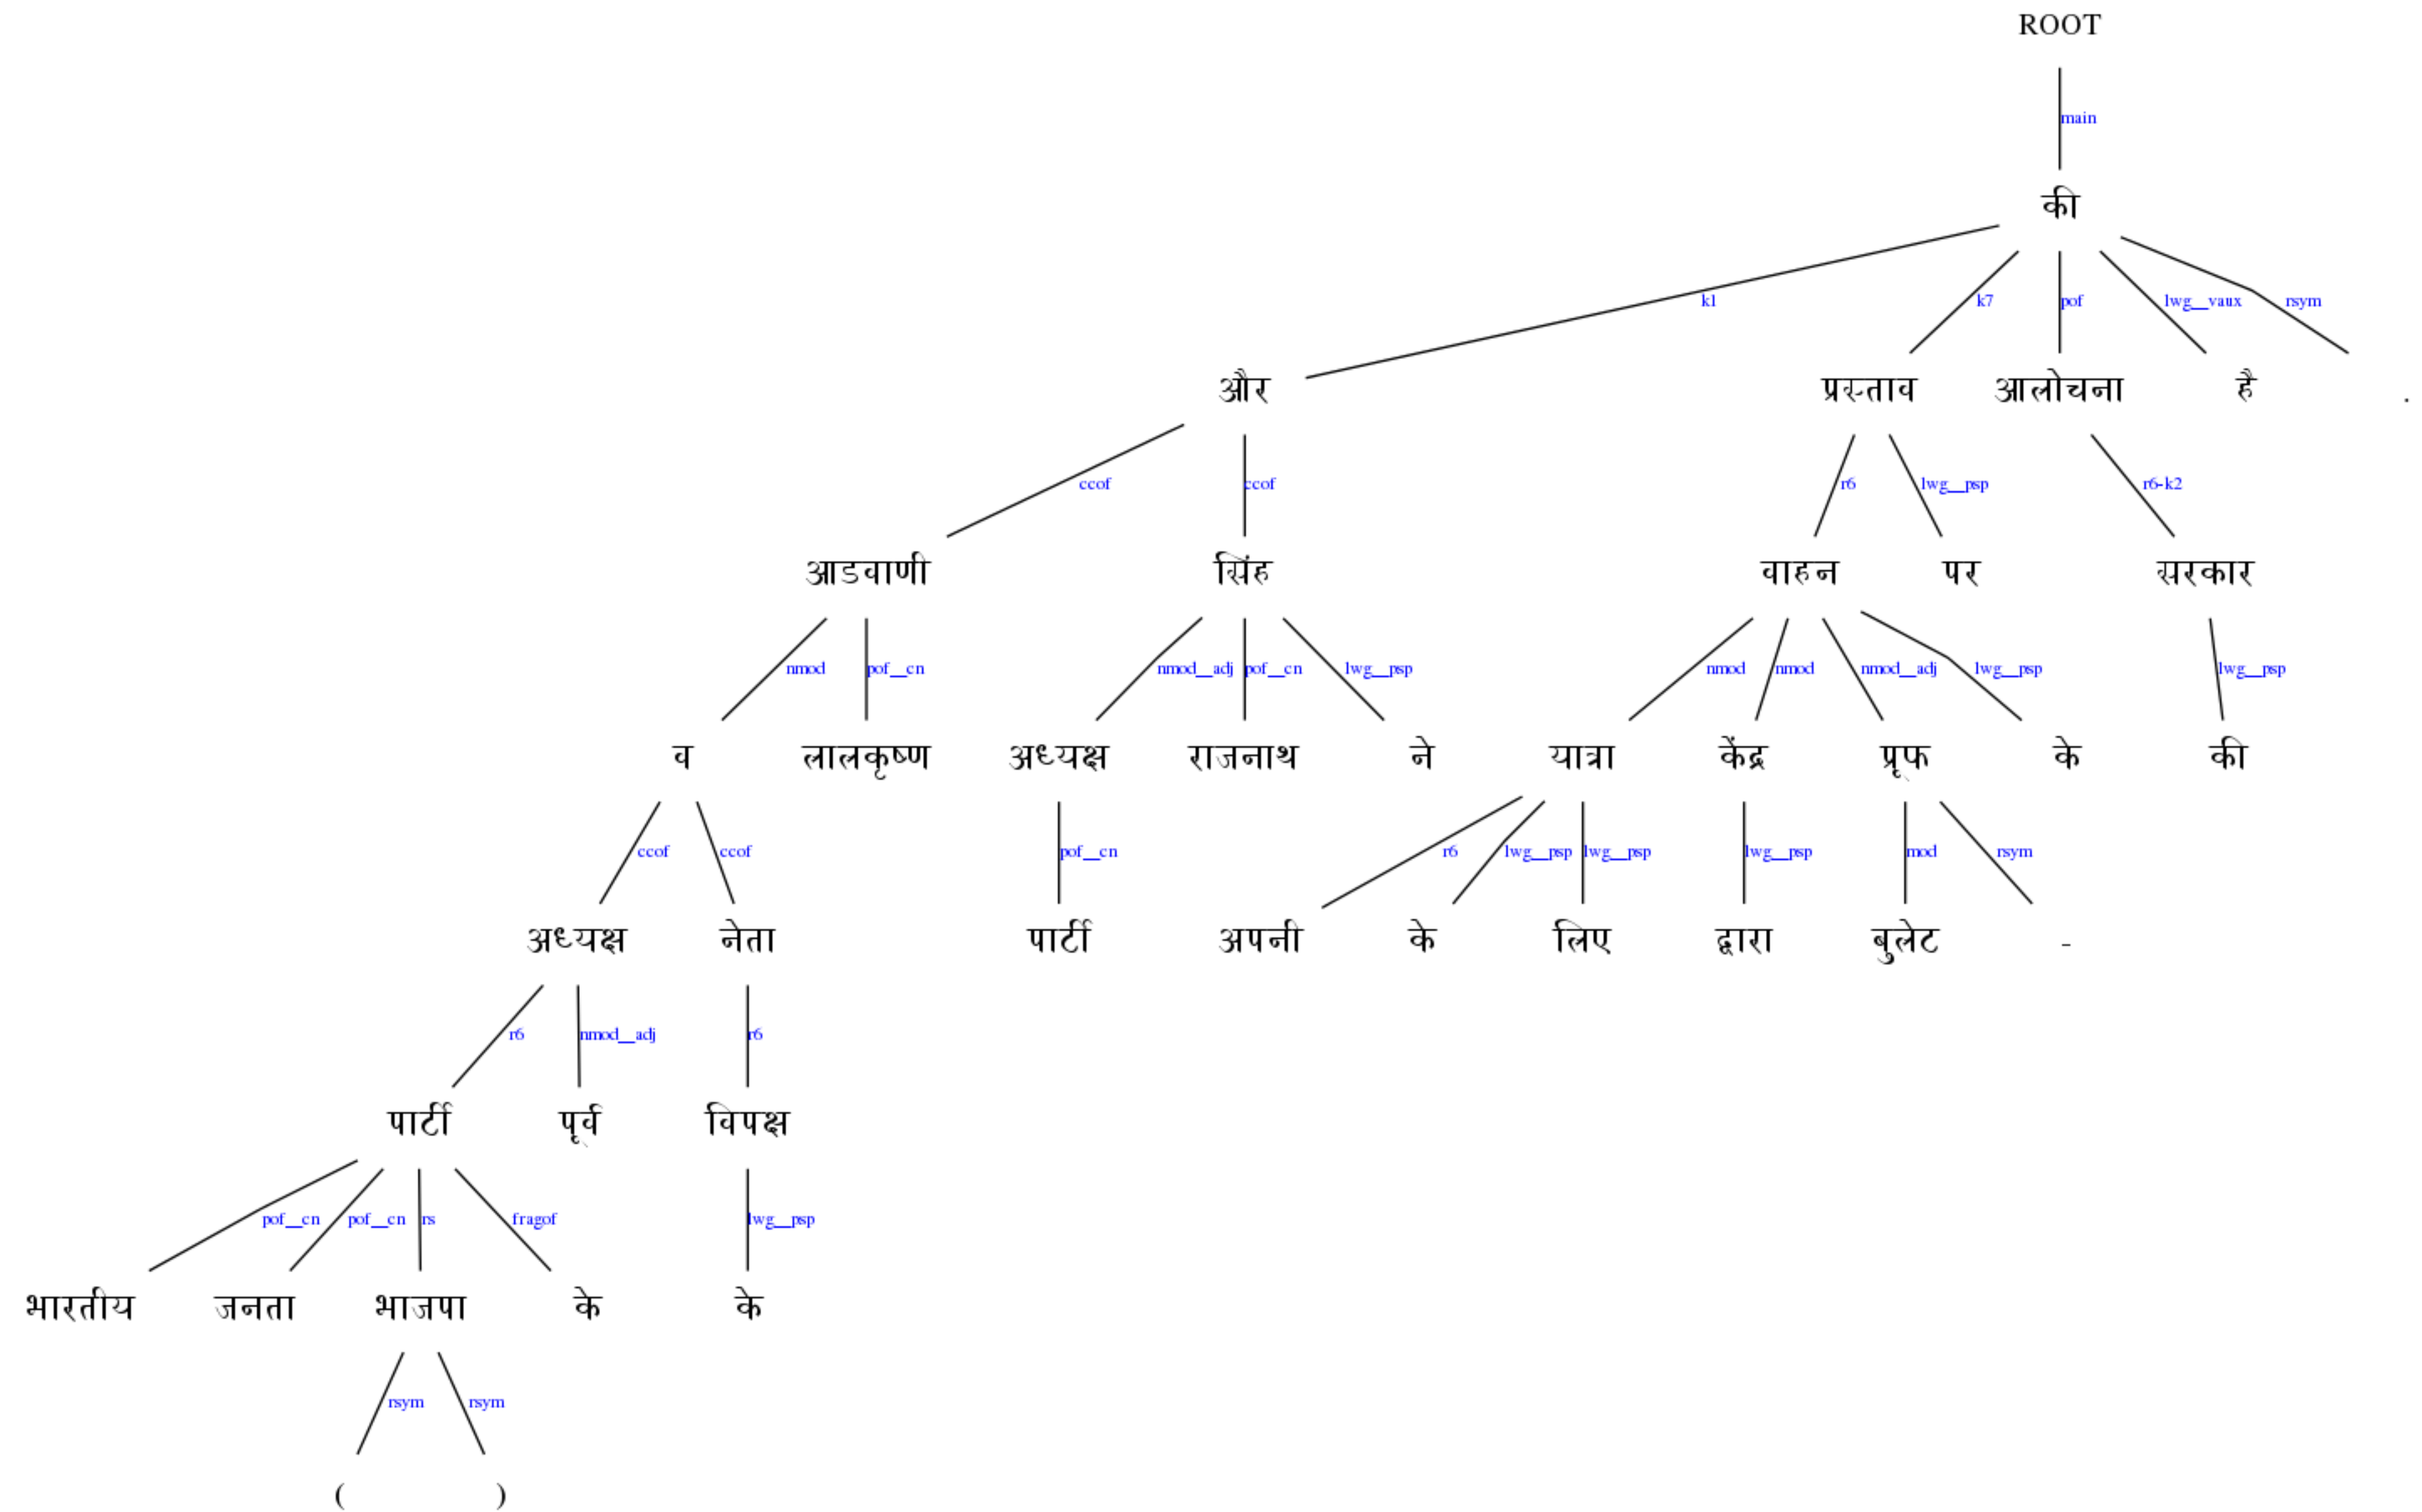 ROOT
main
की
k1 k7 pof lwg__vaux rsym
और प्रस्ताव आलोचना है .
ccof ccof r6 lwg__psp r6-k2
आडवाणी सिंह वाहन पर सरकार
nmod pof__cn nmod__adj pof__cn lwg__psp nmod nmod nmod__adj lwg__psp lwg__psp
व लालकृष्ण अध्यक्ष राजनाथ ने यात्रा केंद्र प्रूफ के की
ccof ccof pof__cn r6 lwg__psp lwg__psp lwg__psp mod rsym
अध्यक्ष नेता पार्टी अपनी के लिए द्वारा बुलेट -
r6 nmod__adj r6
पार्टी पूर्व विपक्ष
pof__cn pof__cn rs fragof lwg__psp
भारतीय जनता भाजपा के के
rsym rsym
( )